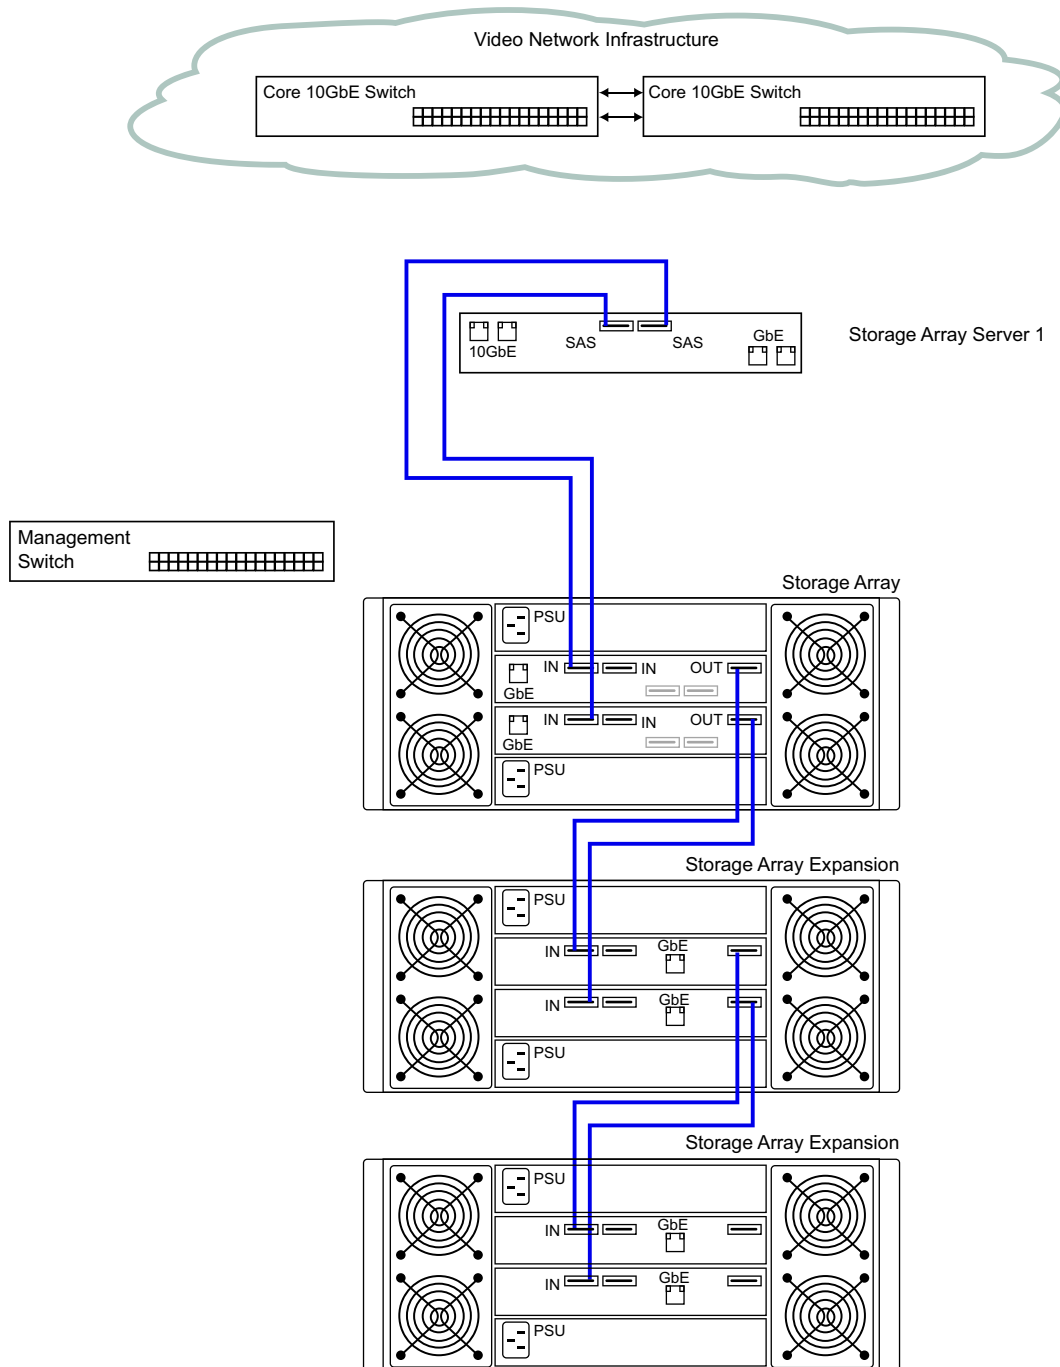 Video Network Infrastructure
Core 10GbE Switch
Core 10GbE Switch
10GbE
SAS
SAS
GbE
Storage Array Server 1
Management
Switch
Storage Array
PSU
IN
IN
OUT
GbE
IN
IN
OUT
GbE
PSU
Storage Array Expansion
PSU
IN
GbE
IN
GbE
PSU
Storage Array Expansion
PSU
IN
GbE
IN
GbE
PSU